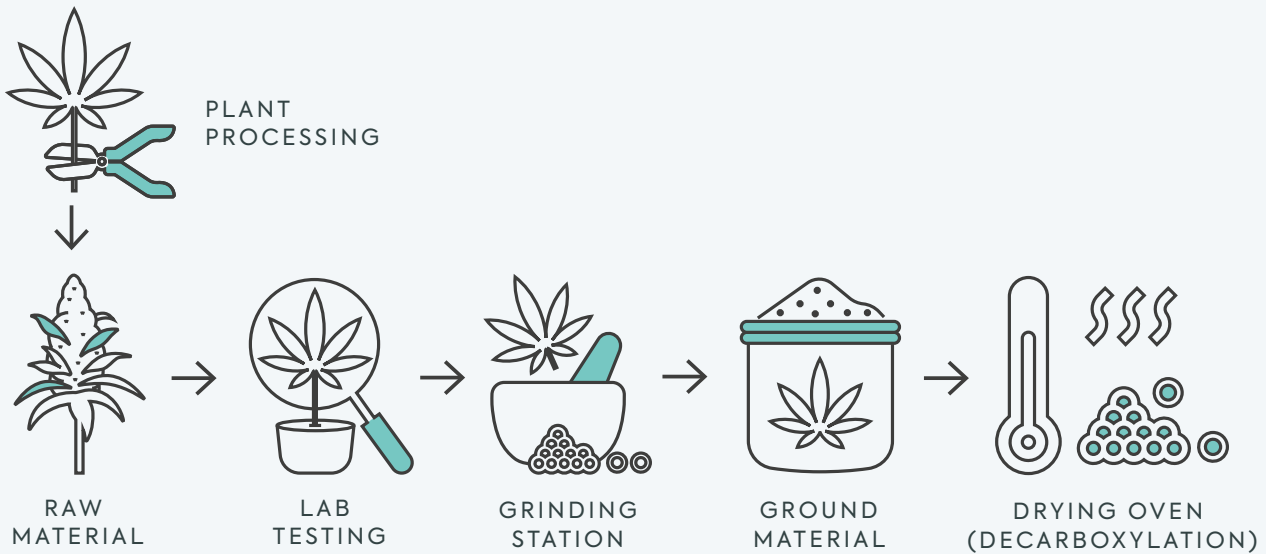 PLANT
PROCESSING
RAW
MATERIAL
LAB
TESTING
GRINDING
STATION
GROUND
MATERIAL
DRYING OVEN
(DECARBOXYLATION)